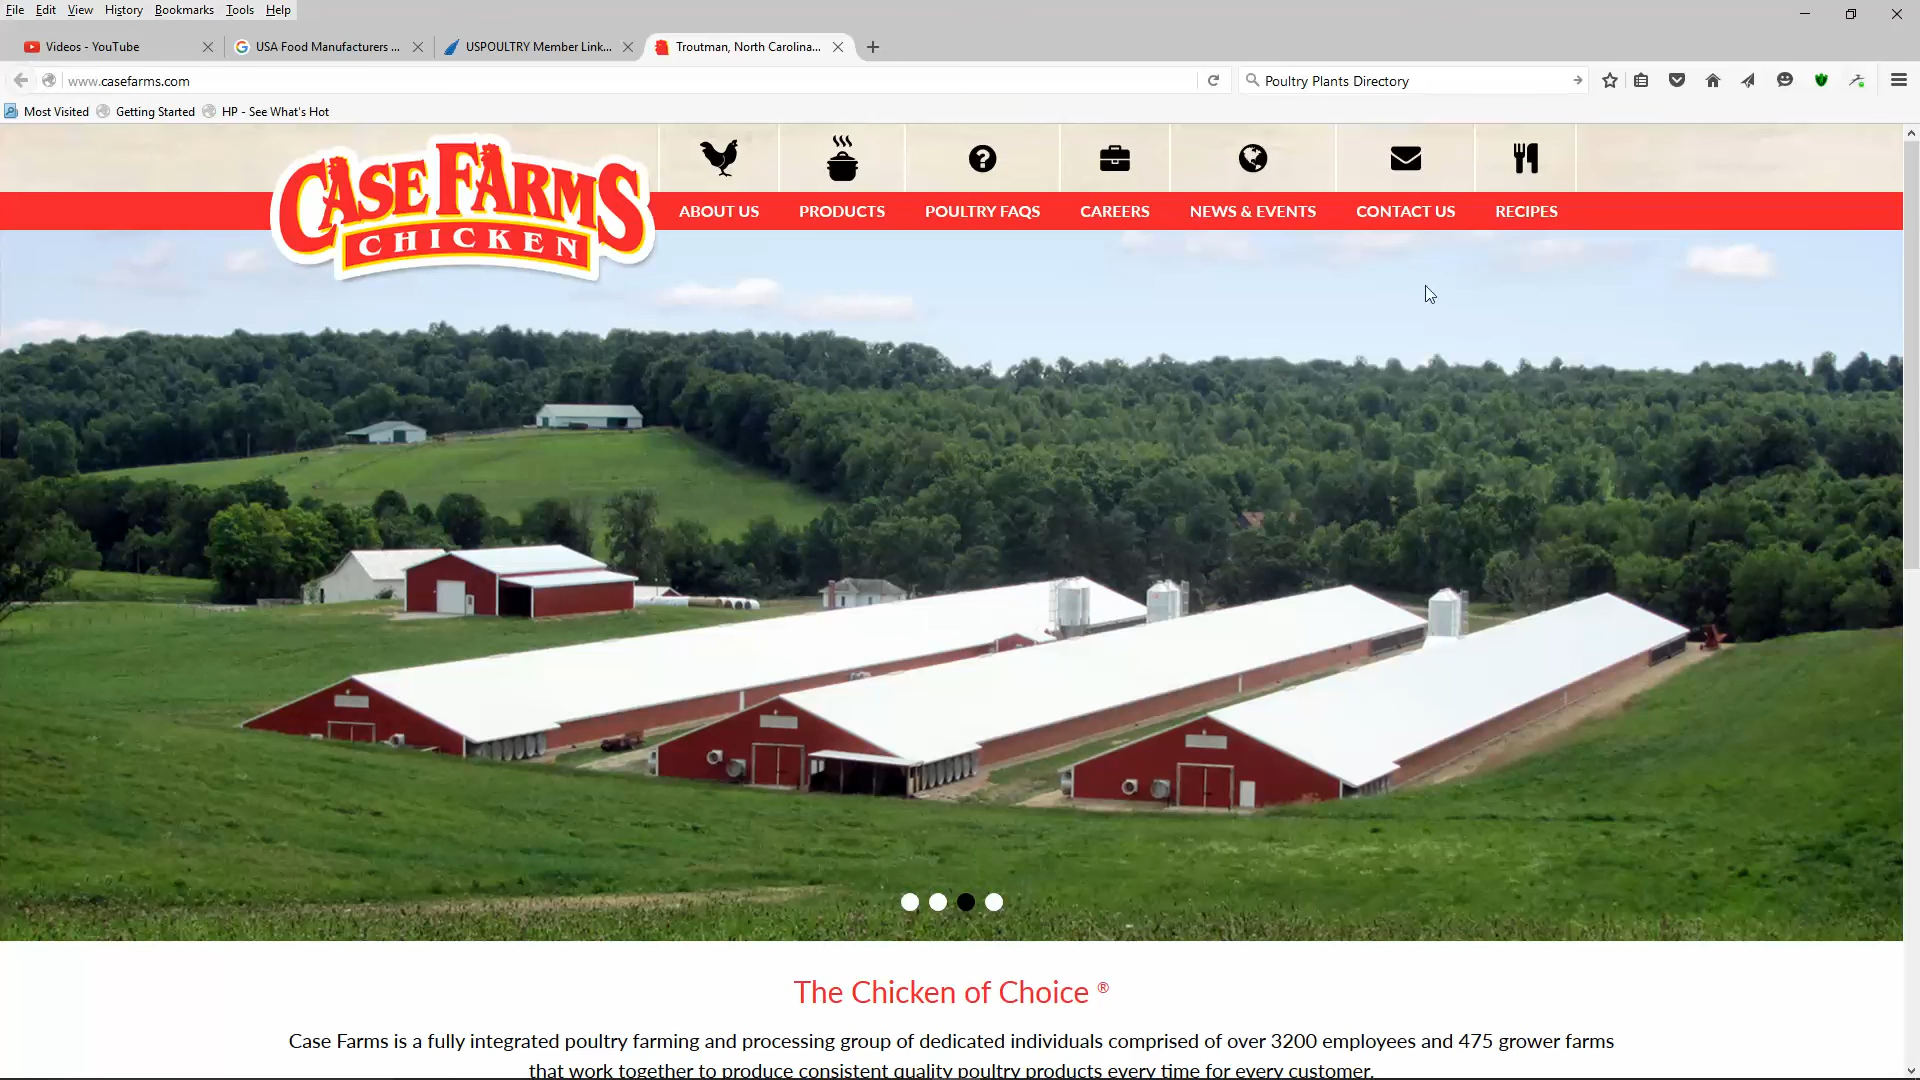 File Edit View History Bookmarks Tools Help
Videos - YouTube
USA Food Manufacturers ...
USPOULTRY Member Link...
Troutman, North Carolina...
www.casefarms.com
Poultry Plants Directory
Most Visited
Getting Started
HP - See What's Hot
CASE FARMS
CHICKEN
ABOUT US
PRODUCTS
POULTRY FAQS
CAREERS
NEWS & EVENTS
CONTACT US
RECIPES
The Chicken of Choice ®
Case Farms is a fully integrated poultry farming and processing group of dedicated individuals comprised of over 3200 employees and 475 grower farms
that work together to produce consistent quality poultry products every time for every customer.